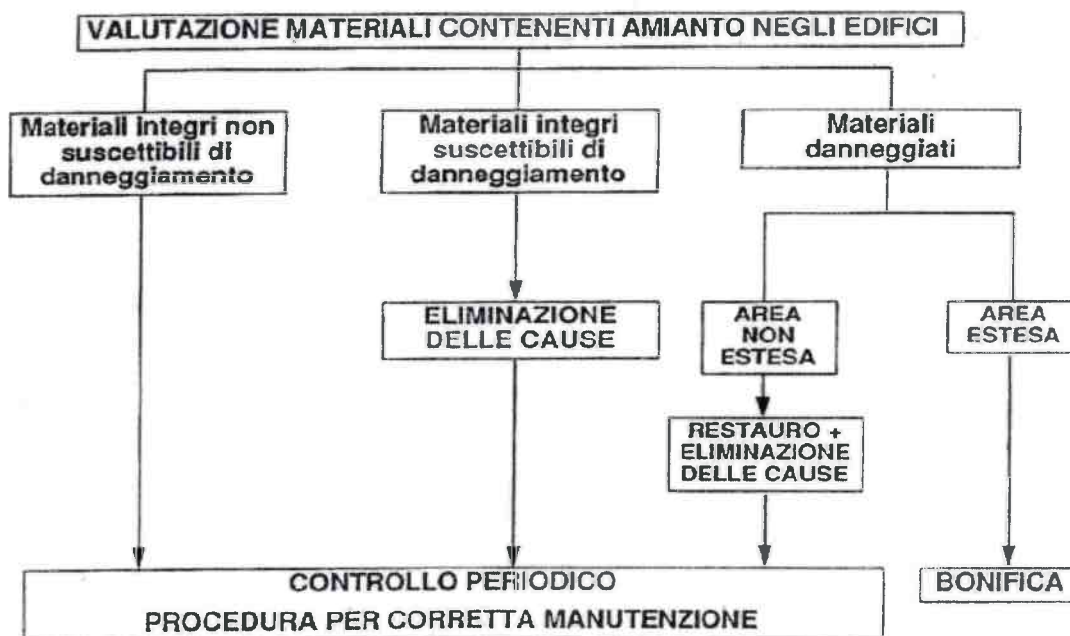 VALUTAZIONE MATERIALI CONTENENTI AMIANTO NEGLI EDIFICI
Materiali integri non
suscettibili di
danneggiamento
Materiali integri
suscettibili di
danneggiamento
Materiali
danneggiati
ELIMINAZIONE
DELLE CAUSE
AREA
NON
ESTESA
AREA
ESTESA
RESTAURO +
ELIMINAZIONE
DELLE CAUSE
CONTROLLO PERIODICO
PROCEDURA PER CORRETTA MANUTENZIONE
BONIFICA